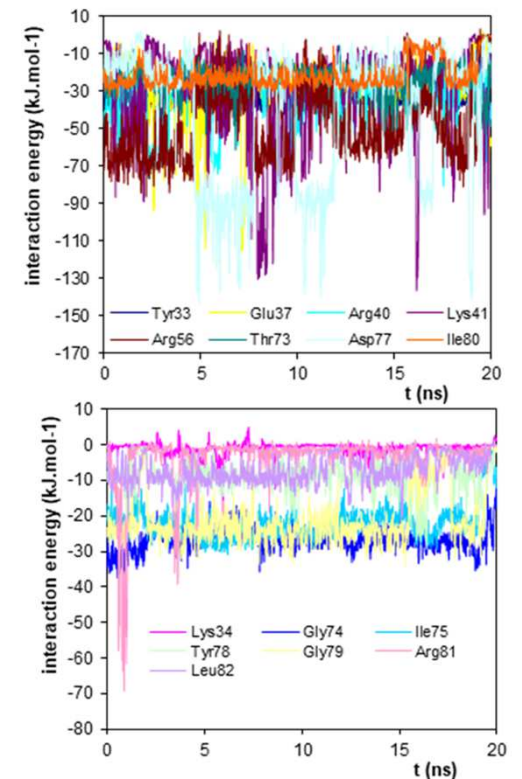 interaction energy (kJ.mol-1)
10
-10
-30
-50
-70
-90
-110
-130
-150
-170
Tyr33 Glu37 Arg40 Lys41
Arg56 Thr73 Asp77 Ile80
0 5 10 15 20
t (ns)
interaction energy (kJ.mol-1)
10
0
-10
-20
-30
-40
-50
-60
-70
-80
Lys34 Gly74 Ile75
Tyr78 Gly79 Arg81
Leu82
0 5 10 15 20
t (ns)